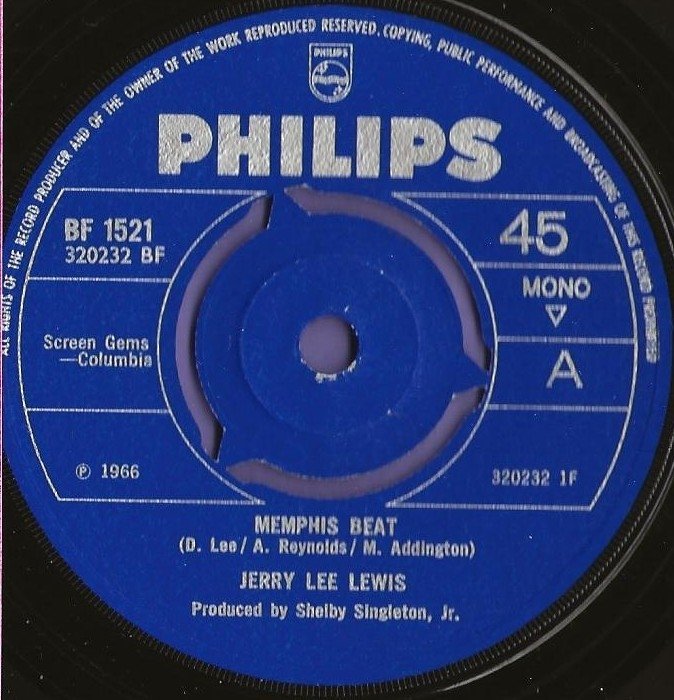 ALL RIGHTS OF THE RECORD PRODUCER AND OF THE OWNER OF THE WORK REPRODUCED RESERVED. COPYING, PUBLIC PERFORMANCE AND BROADCASTING OF THIS RECORD PROHIBITED
PHILIPS
PHILIPS
BF 1521
320232 BF
45
MONO
Screen Gems
—Columbia
A
℗ 1966
320232 1F
MEMPHIS BEAT
(D. Lee/A. Reynolds/M. Addington)
JERRY LEE LEWIS
Produced by Shelby Singleton, Jr.